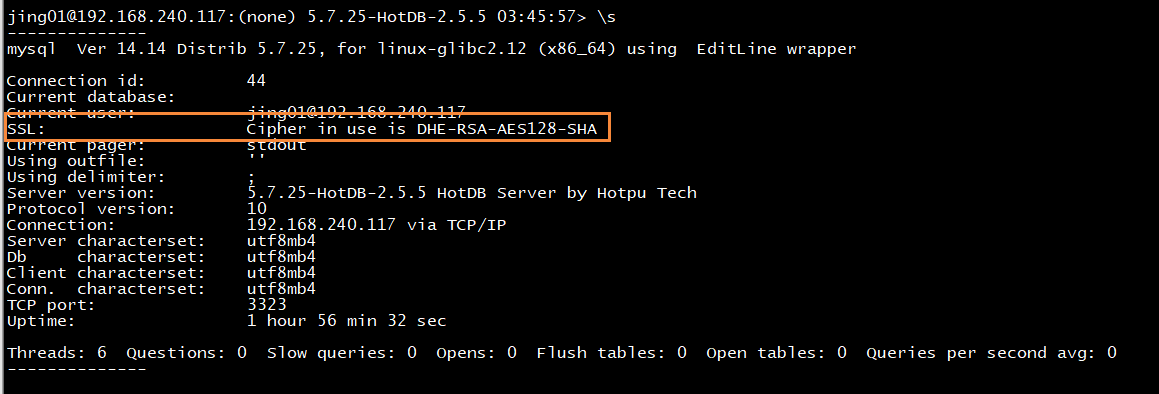 jing01@192.168.240.117:(none) 5.7.25-HotDB-2.5.5 03:45:57> \s
--------------
mysql  Ver 14.14 Distrib 5.7.25, for linux-glibc2.12 (x86_64) using  EditLine wrapper
Connection id:          44
Current database:
Current user:           jing01@192.168.240.117
SSL:                    Cipher in use is DHE-RSA-AES128-SHA
Current pager:          stdout
Using outfile:          ''
Using delimiter:        ;
Server version:         5.7.25-HotDB-2.5.5 HotDB Server by Hotpu Tech
Protocol version:       10
Connection:             192.168.240.117 via TCP/IP
Server characterset:    utf8mb4
Db     characterset:    utf8mb4
Client characterset:    utf8mb4
Conn.  characterset:    utf8mb4
TCP port:               3323
Uptime:                 1 hour 56 min 32 sec
Threads: 6  Questions: 0  Slow queries: 0  Opens: 0  Flush tables: 0  Open tables: 0  Queries per second avg: 0
--------------